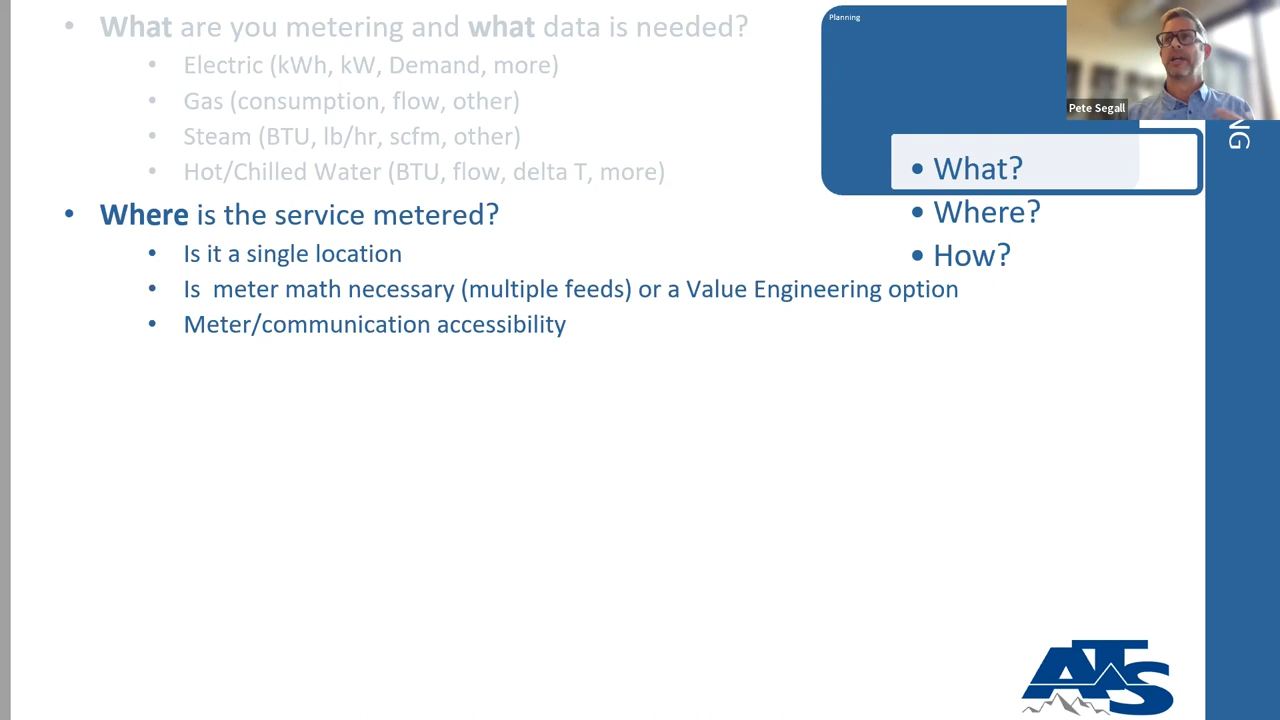 What are you metering and what data is needed?
Electric (kWh, kW, Demand, more)
Gas (consumption, flow, other)
Steam (BTU, lb/hr, scfm, other)
Hot/Chilled Water (BTU, flow, delta T, more)
Where is the service metered?
Is it a single location
Is  meter math necessary (multiple feeds) or a Value Engineering option
Meter/communication accessibility
Planning
• What?
• Where?
• How?
Pete Segall
NG
ATS